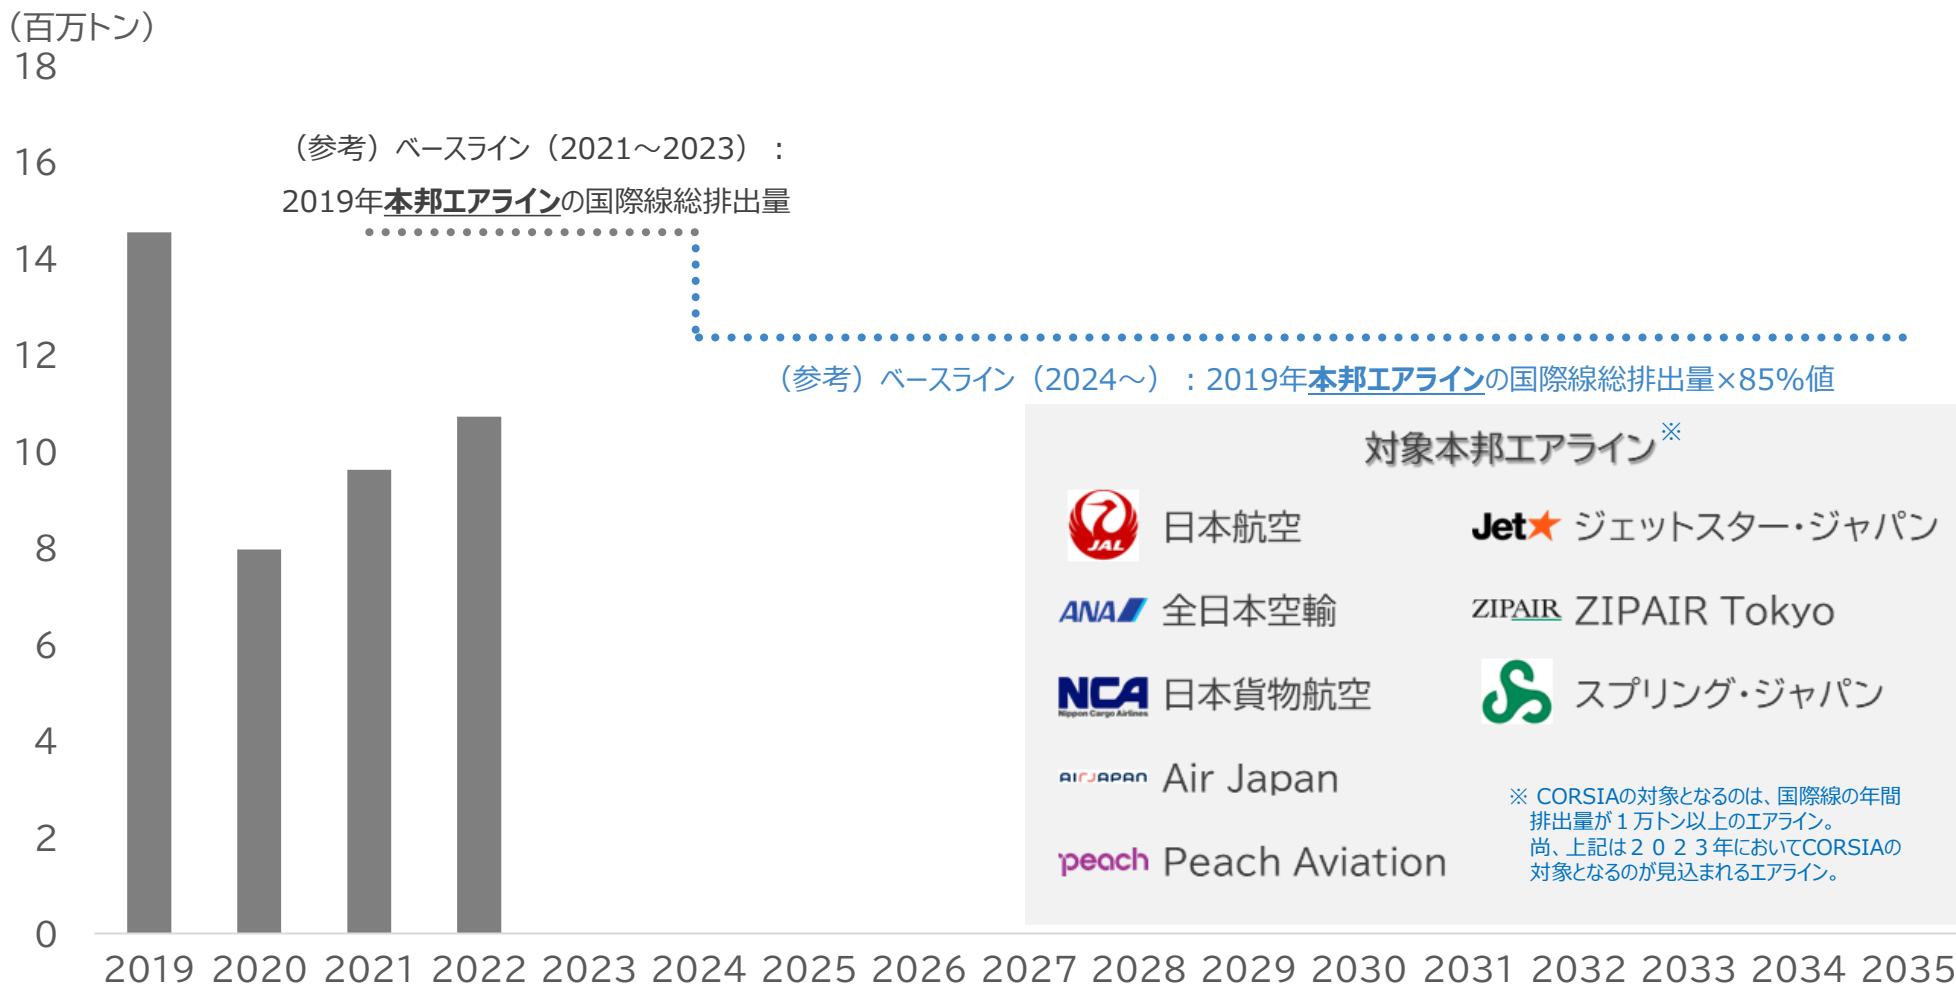 （百万トン）
18
16
14
12
10
8
6
4
2
0
（参考）ベースライン（2021～2023）：
2019年本邦エアラインの国際線総排出量
（参考）ベースライン（2024～）：2019年本邦エアラインの国際線総排出量×85%値
対象本邦エアライン※
JAL 日本航空
Jet ジェットスター・ジャパン
ANA 全日本空輸
ZIPAIR ZIPAIR Tokyo
NCA Nippon Cargo Airlines 日本貨物航空
スプリング・ジャパン
AIRJAPAN Air Japan
peach Peach Aviation
※ CORSIAの対象となるのは、国際線の年間
排出量が１万トン以上のエアライン。
尚、上記は２０２３年においてCORSIAの
対象となるのが見込まれるエアライン。
2019 2020 2021 2022 2023 2024 2025 2026 2027 2028 2029 2030 2031 2032 2033 2034 2035